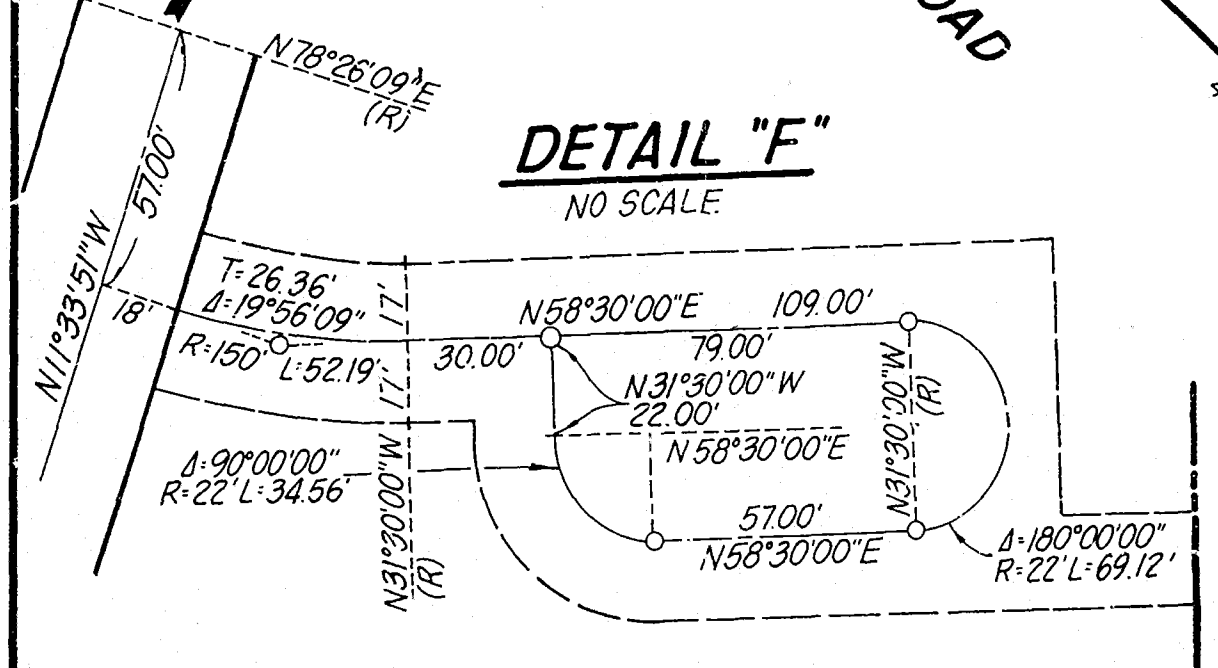 OAD
N78°26'09"E
(R)
DETAIL "F"
NO SCALE
57.00'
N11°33'51"W
18'
T=26.36'
Δ=19°56'09"
R=150' L=52.19'
17'
17'
30.00'
N58°30'00"E 109.00'
79.00'
N31°30'00"W
22.00'
N58°30'00"E
N31°30'00"W
(R)
Δ=90°00'00"
R=22' L=34.56'
N31°30'00"W
(R)
57.00'
N58°30'00"E
Δ=180°00'00"
R=22' L=69.12'